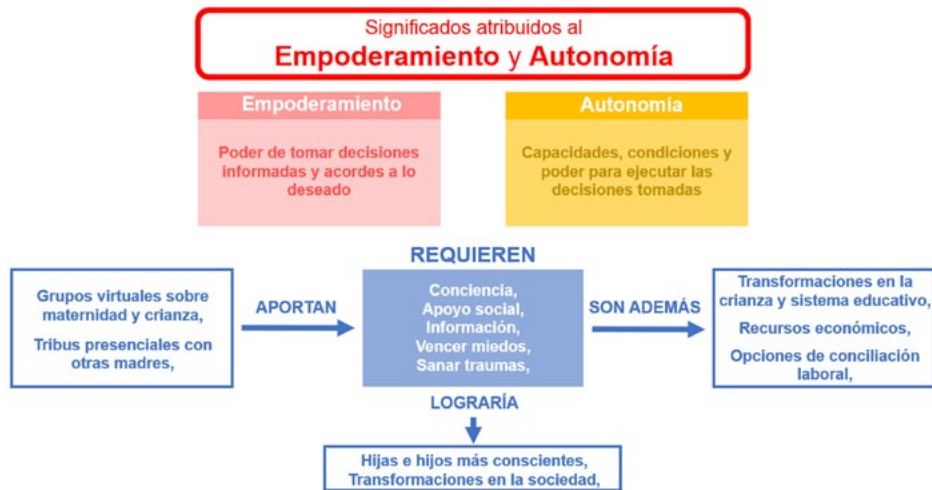 Significados atribuidos al
Empoderamiento y Autonomía
Empoderamiento
Poder de tomar decisiones
informadas y acordes a lo
deseado
Autonomía
Capacidades, condiciones y
poder para ejecutar las
decisiones tomadas
REQUIEREN
Grupos virtuales sobre
maternidad y crianza,
Tribus presenciales con
otras madres,
APORTAN
Conciencia,
Apoyo social,
Información,
Vencer miedos,
Sanar traumas,
SON ADEMÁS
Transformaciones en la
crianza y sistema educativo,
Recursos económicos,
Opciones de conciliación
laboral,
LOGRARÍA
Hijas e hijos más conscientes,
Transformaciones en la sociedad,